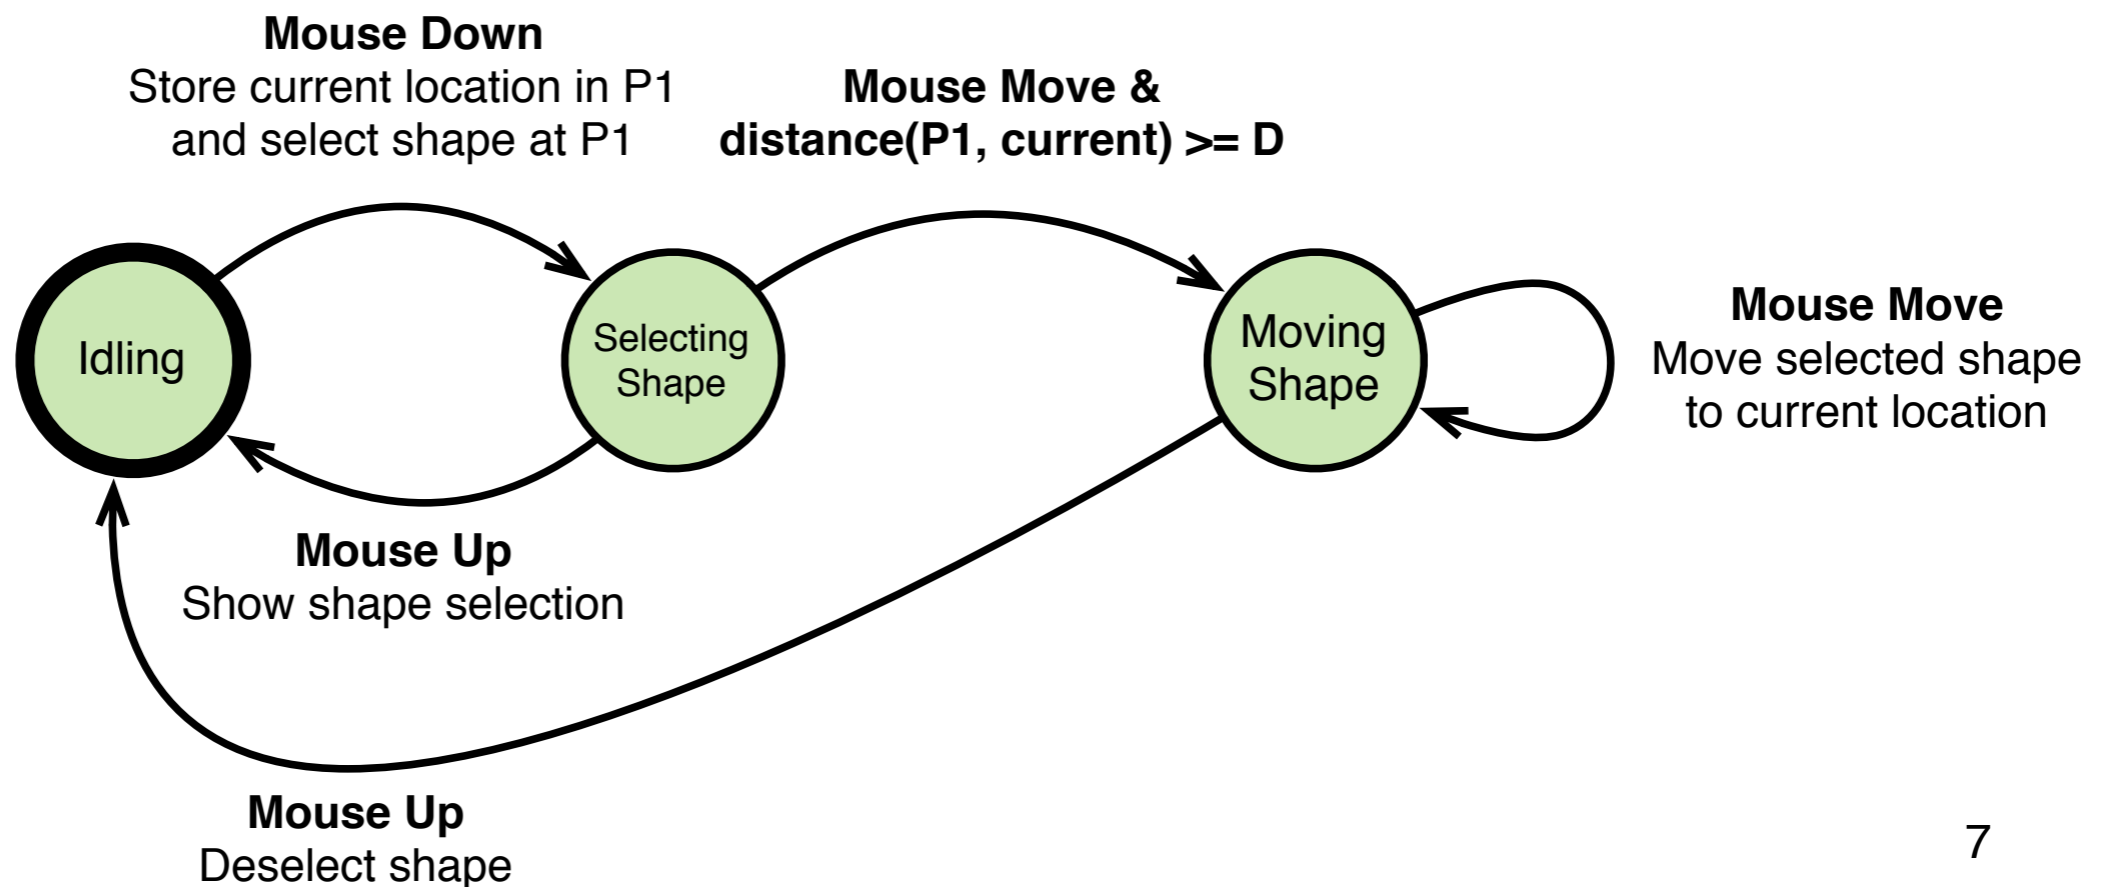 Mouse Down
Store current location in P1
and select shape at P1
Mouse Move &
distance(P1, current) >= D
Idling
Selecting
Shape
Moving
Shape
Mouse Move
Move selected shape
to current location
Mouse Up
Show shape selection
Mouse Up
Deselect shape
7